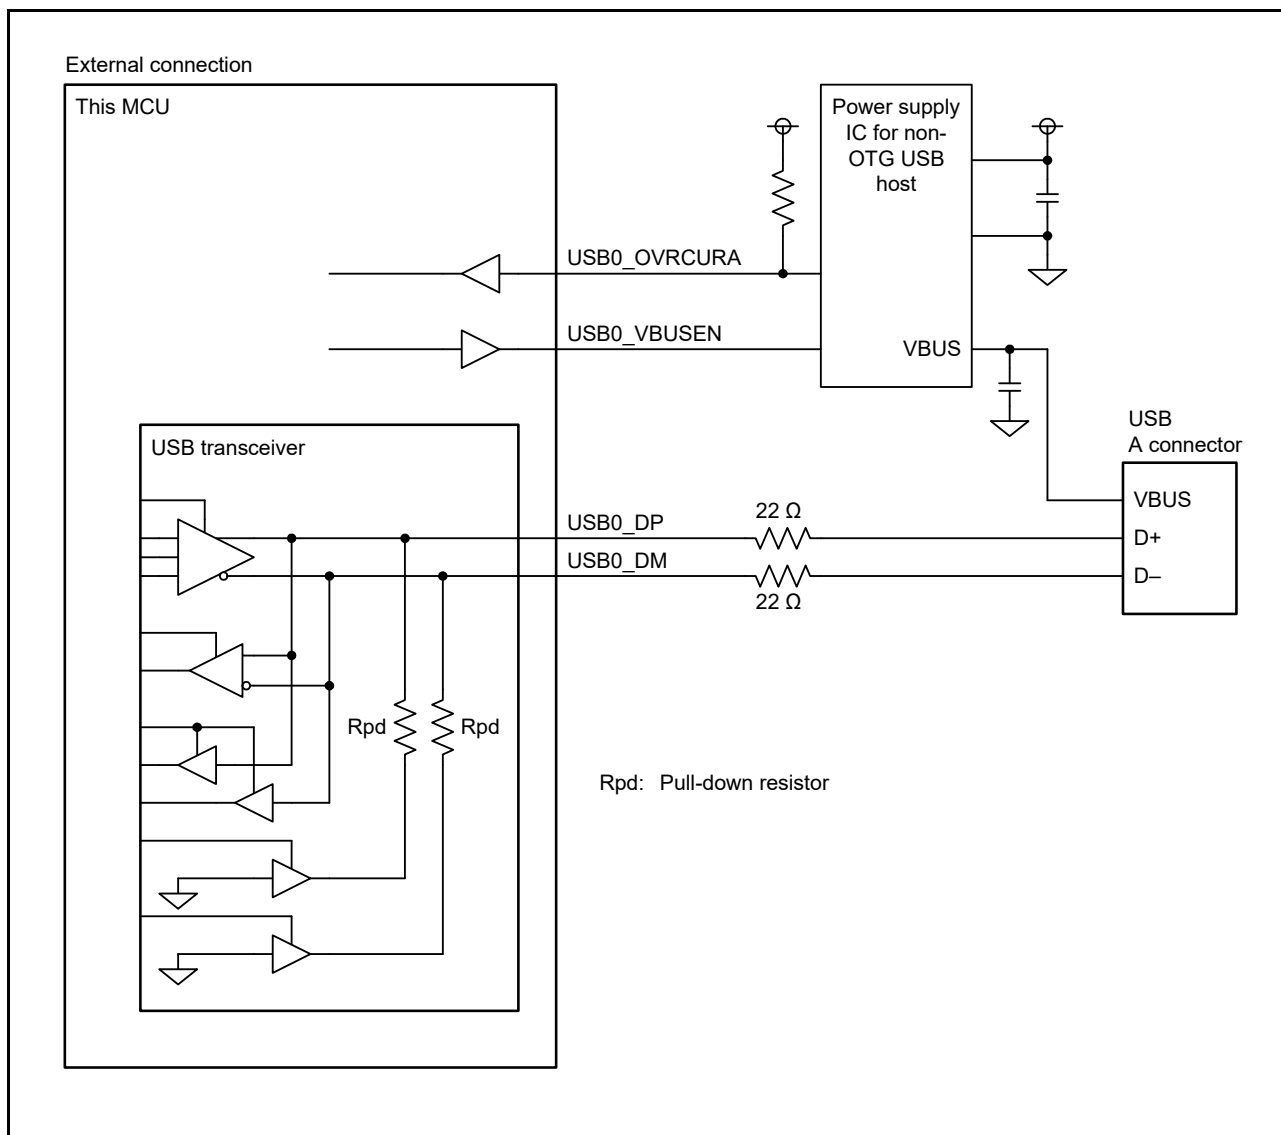 External connection
This MCU
Power supply
IC for non-
OTG USB
host
USB0_OVRCURA
USB0_VBUSEN
VBUS
USB
A connector
USB transceiver
VBUS
22 Ω
USB0_DP
D+
USB0_DM
D–
22 Ω
Rpd
Rpd
Rpd: Pull-down resistor